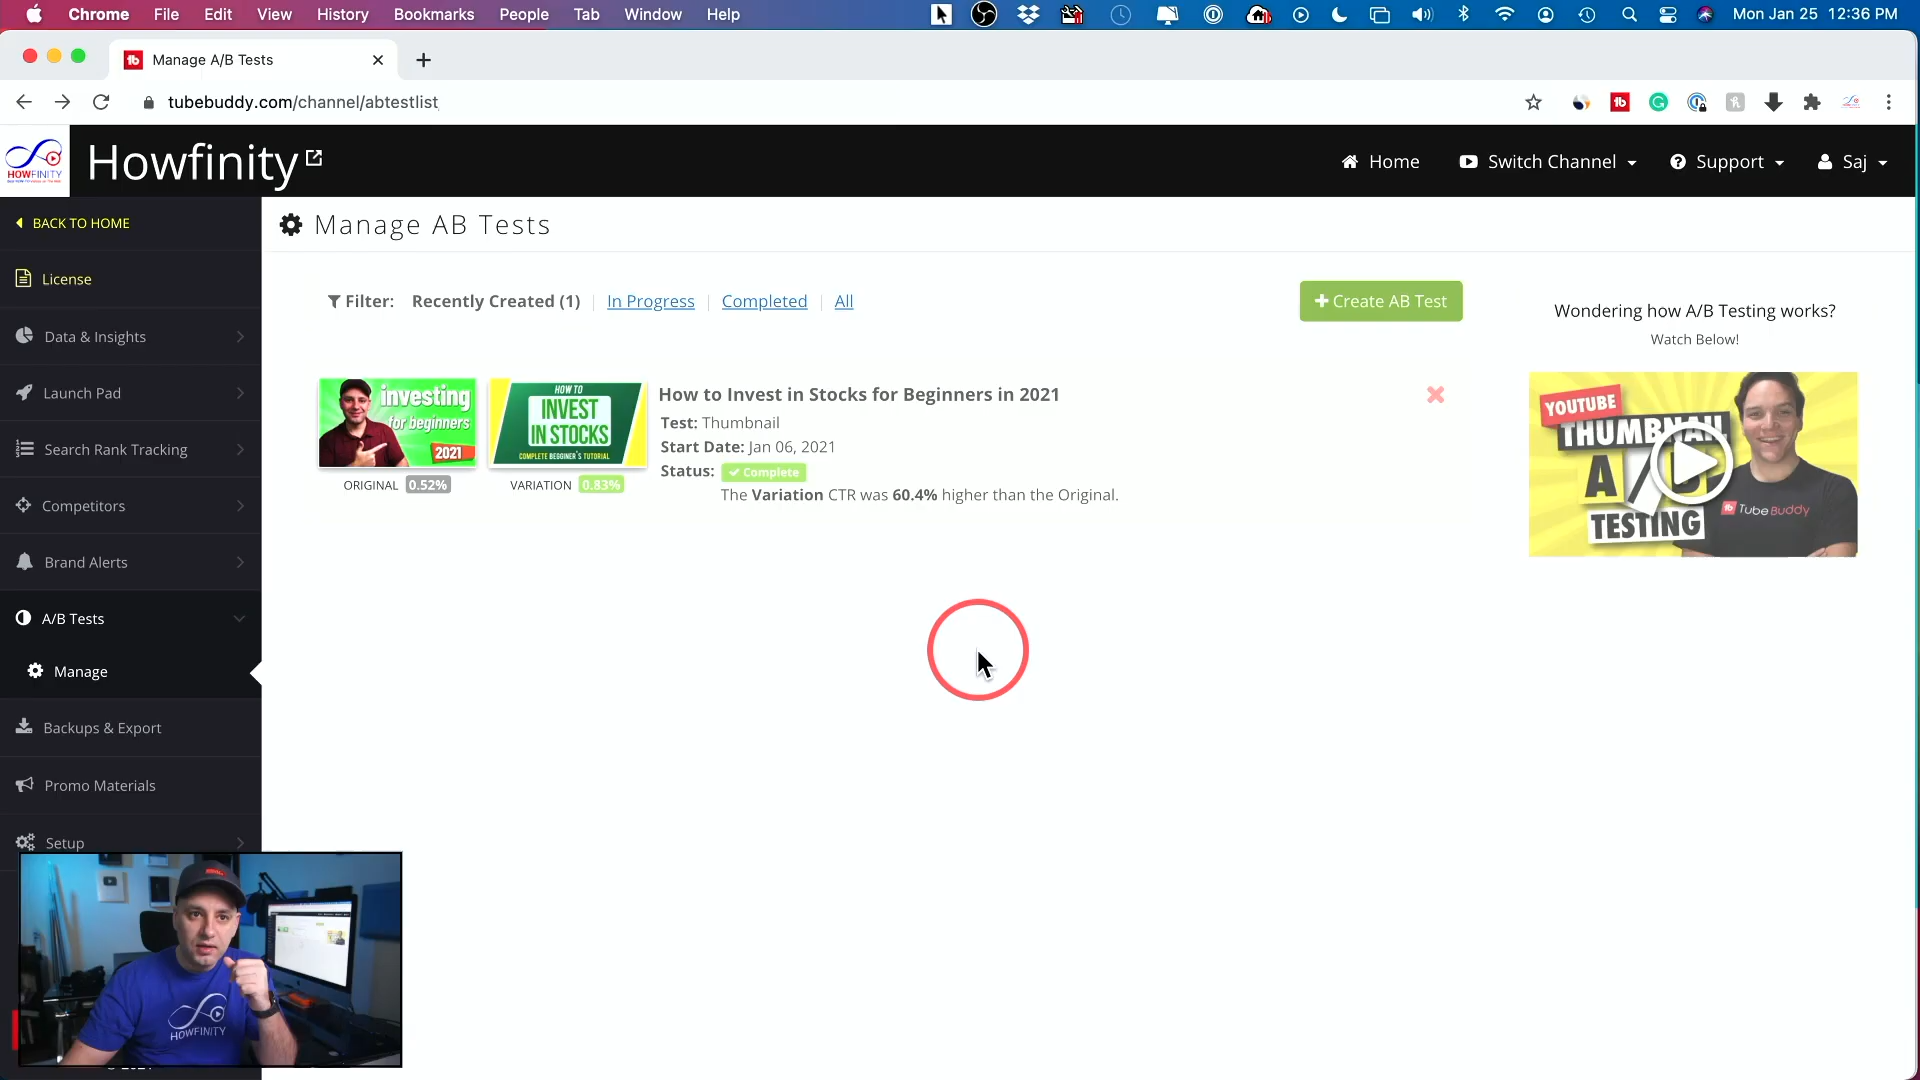 Chrome File Edit View History Bookmarks People Tab Window Help Mon Jan 25 12:36 PM
Manage A/B Tests
tubebuddy.com/channel/abtestlist
HOWFINITY
Howfinity
Home Switch Channel Support Saj
BACK TO HOME
License
Data & Insights
Launch Pad
Search Rank Tracking
Competitors
Brand Alerts
A/B Tests
Manage
Backups & Export
Promo Materials
Setup
Manage AB Tests
Filter: Recently Created (1) In Progress Completed All
Create AB Test
investing
for beginners
2021
ORIGINAL 0.52%
HOW TO
INVEST
IN STOCKS
COMPLETE BEGGINER'S TUTORIAL
VARIATION 0.83%
How to Invest in Stocks for Beginners in 2021
Test: Thumbnail
Start Date: Jan 06, 2021
Status: Complete
The Variation CTR was 60.4% higher than the Original.
Wondering how A/B Testing works?
Watch Below!
YOUTUBE
THUMBNAIL
A/B
TESTING
TubeBuddy
HOWFINITY